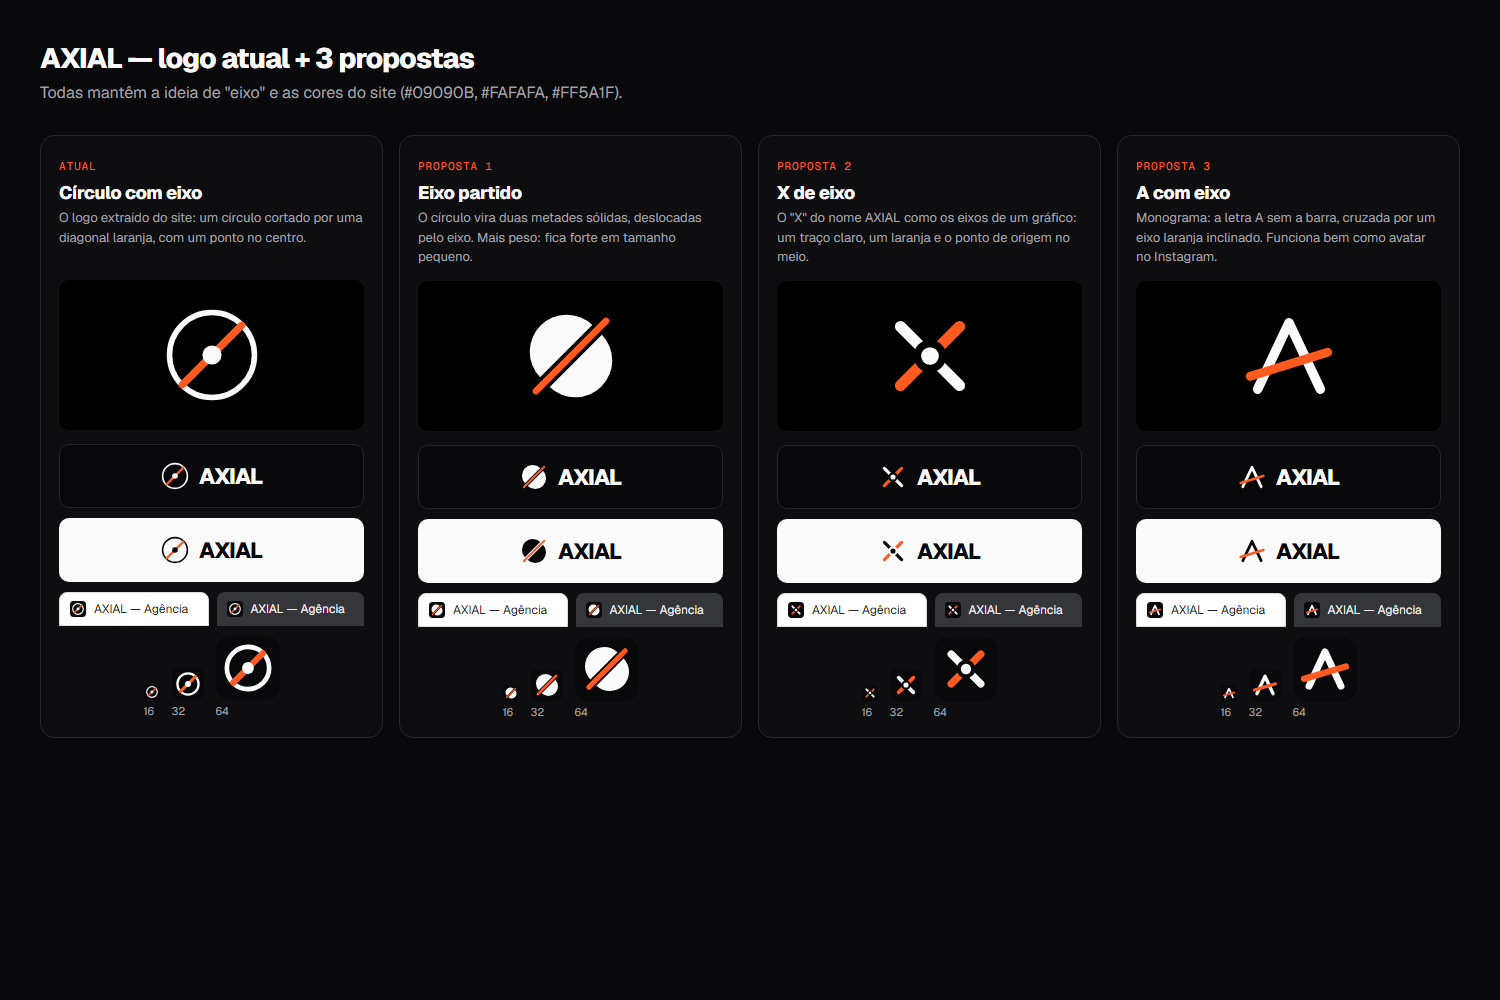 AXIAL — logo atual + 3 propostas
Todas mantêm a ideia de "eixo" e as cores do site (#09090B, #FAFAFA, #FF5A1F).
ATUAL
Círculo com eixo
O logo extraído do site: um círculo cortado por uma
diagonal laranja, com um ponto no centro.
AXIAL
AXIAL
AXIAL — Agência
AXIAL — Agência
16 32 64
PROPOSTA 1
Eixo partido
O círculo vira duas metades sólidas, deslocadas
pelo eixo. Mais peso: fica forte em tamanho
pequeno.
AXIAL
AXIAL
AXIAL — Agência
AXIAL — Agência
16 32 64
PROPOSTA 2
X de eixo
O "X" do nome AXIAL como os eixos de um gráfico:
um traço claro, um laranja e o ponto de origem no
meio.
AXIAL
AXIAL
AXIAL — Agência
AXIAL — Agência
16 32 64
PROPOSTA 3
A com eixo
Monograma: a letra A sem a barra, cruzada por um
eixo laranja inclinado. Funciona bem como avatar
no Instagram.
AXIAL
AXIAL
AXIAL — Agência
AXIAL — Agência
16 32 64